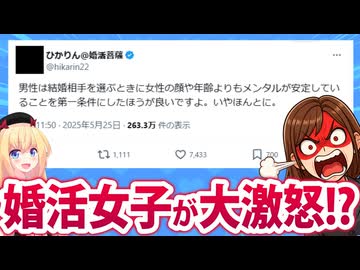 ひかりん@婚活菩薩
@hikarin22
男性は結婚相手を選ぶときに女性の顔や年齢よりもメンタルが安定してい
ることを第一条件にしたほうが良いですよ。いやほんとに。
11:50 · 2025年5月25日 · 263.3万 件の表示
1,111
7,433
700
婚活女子が大激怒!?